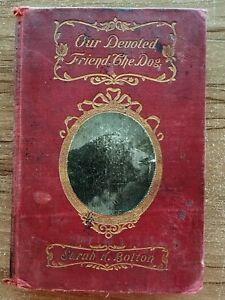 Our Devoted
Friend The Dog
Sarah K. Bolton